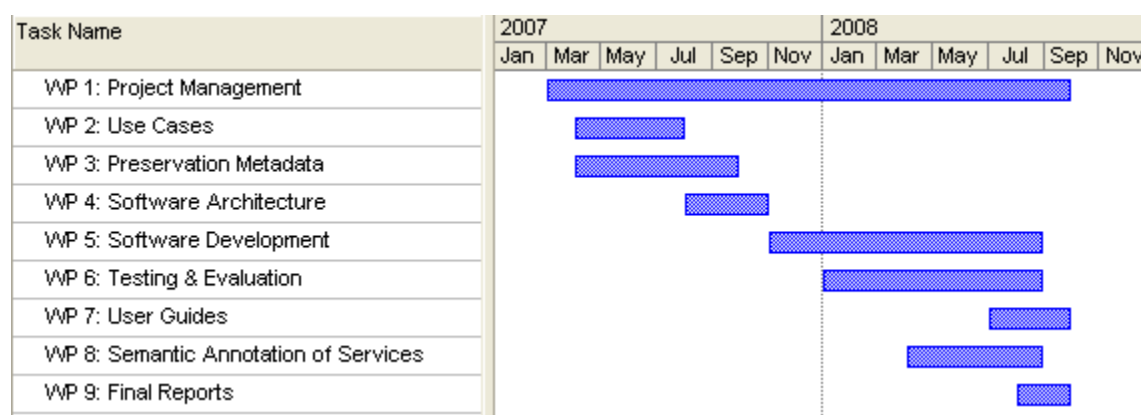 Task Name
2007 2008
Jan Mar May Jul Sep Nov Jan Mar May Jul Sep Nov
WP 1: Project Management
WP 2: Use Cases
WP 3: Preservation Metadata
WP 4: Software Architecture
WP 5: Software Development
WP 6: Testing & Evaluation
WP 7: User Guides
WP 8: Semantic Annotation of Services
WP 9: Final Reports